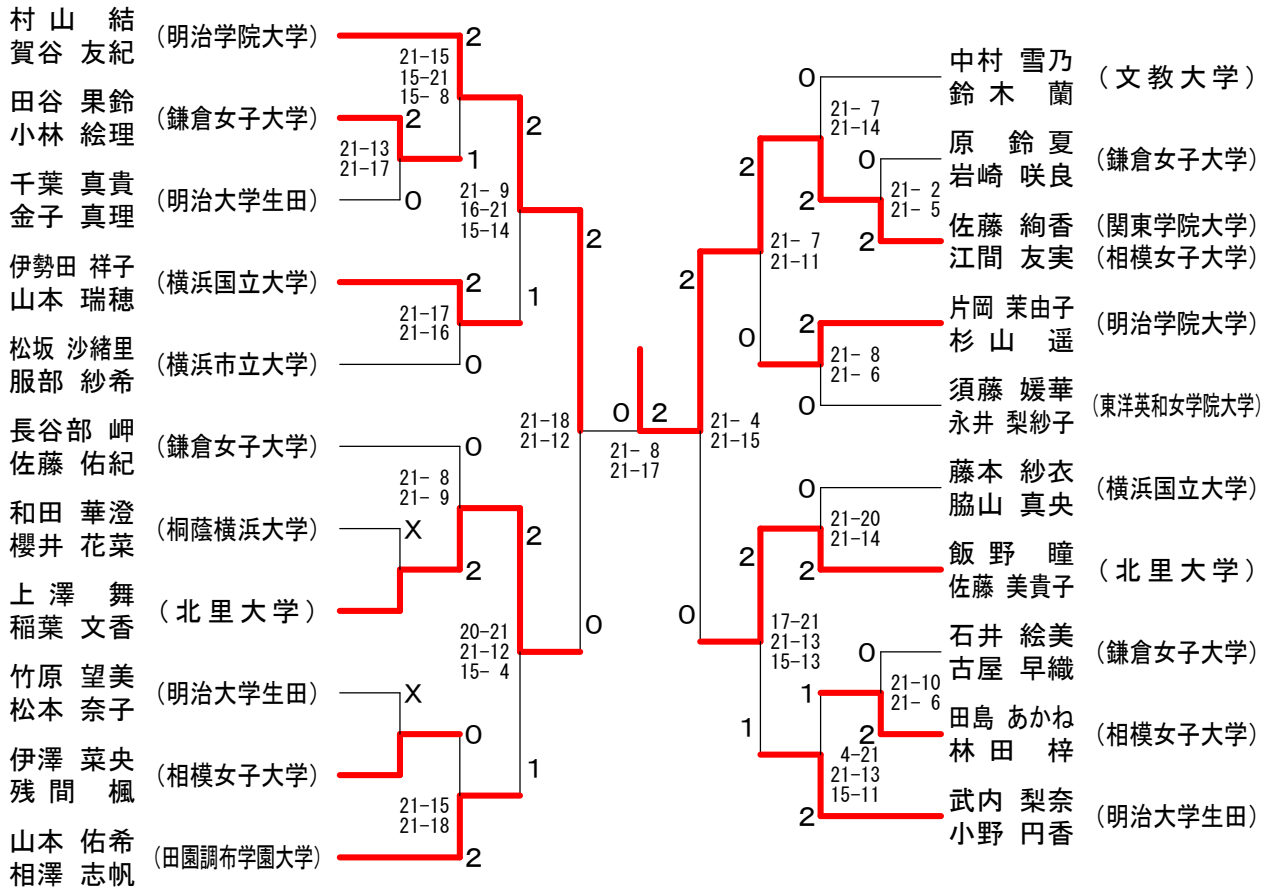 村山 結
賀谷 友紀
(明治学院大学)
2
21-15
15-21
15- 8
田谷 果鈴
小林 絵理
(鎌倉女子大学)
2
21-13
21-17
1
千葉 真貴
金子 真理
(明治大学生田)
0
2
21- 9
16-21
15-14
伊勢田 祥子
山本 瑞穂
(横浜国立大学)
2
21-17
21-16
1
松坂 沙緒里
服部 紗希
(横浜市立大学)
0
2
21-18
21-12
長谷部 岬
佐藤 佑紀
(鎌倉女子大学)
0
21- 8
21- 9
和田 華澄
櫻井 花菜
(桐蔭横浜大学)
X
2
2
上澤 舞
稲葉 文香
(北里大学)
20-21
21-12
15- 4
0
竹原 望美
松本 奈子
(明治大学生田)
X
0
伊澤 菜央
残間 楓
(相模女子大学)
1
21-15
21-18
山本 佑希
相澤 志帆
(田園調布学園大学)
2
0
2
21- 8
21-17
中村 雪乃
鈴木 蘭
(文教大学)
0
21- 7
21-14
原 鈴夏
岩崎 咲良
(鎌倉女子大学)
0
21- 2
21- 5
2
2
佐藤 絢香
江間 友実
(関東学院大学)
(相模女子大学)
2
21- 7
21-11
2
片岡 茉由子
杉山 遥
(明治学院大学)
2
0
21- 8
21- 6
須藤 媛華
永井 梨紗子
(東洋英和女学院大学)
0
21- 4
21-15
藤本 紗衣
脇山 真央
(横浜国立大学)
0
21-20
21-14
2
飯野 瞳
佐藤 美貴子
(北里大学)
2
0
17-21
21-13
15-13
石井 絵美
古屋 早織
(鎌倉女子大学)
0
21-10
21- 6
1
田島 あかね
林田 梓
(相模女子大学)
2
1
4-21
21-13
15-11
武内 梨奈
小野 円香
(明治大学生田)
2